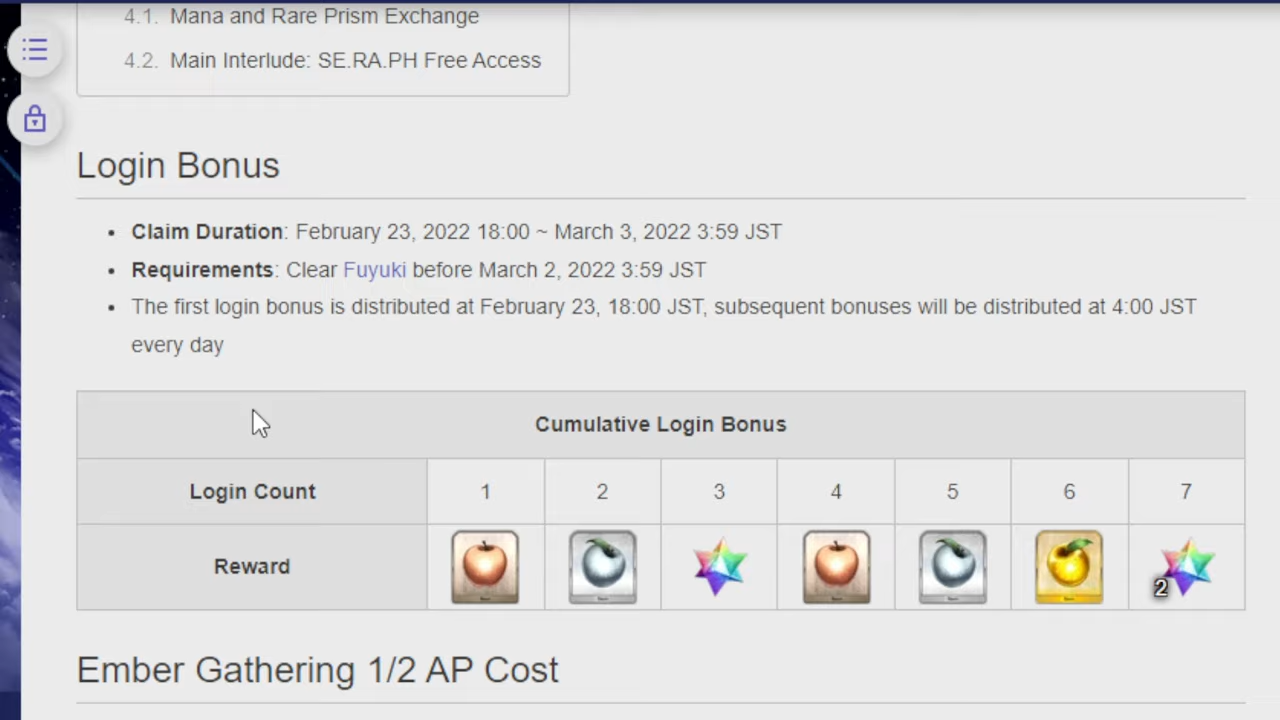 4.1. Mana and Rare Prism Exchange
4.2. Main Interlude: SE.RA.PH Free Access
Login Bonus
• Claim Duration: February 23, 2022 18:00 ~ March 3, 2022 3:59 JST
• Requirements: Clear Fuyuki before March 2, 2022 3:59 JST
• The first login bonus is distributed at February 23, 18:00 JST, subsequent bonuses will be distributed at 4:00 JST
every day
Cumulative Login Bonus
Login Count 1 2 3 4 5 6 7
Reward 2
Ember Gathering 1/2 AP Cost